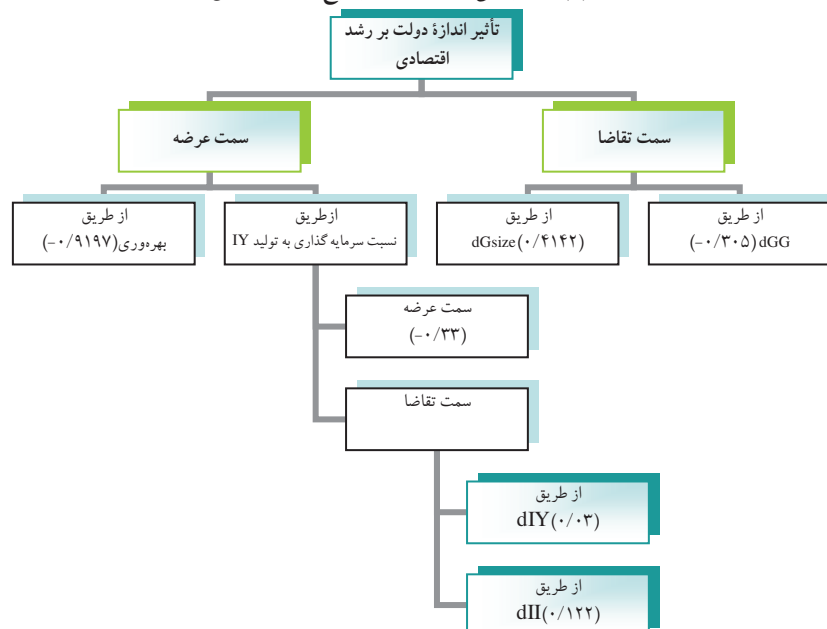 تأثیر اندازۀ دولت بر رشد
اقتصادی
سمت تقاضا
سمت عرضه
از طریق
dGG (-۰/۳۰۵)
از طریق
dGsize(۰/۴۱۴۲)
ازطریق
نسبت سرمایه گذاری به تولید IY
از طریق
بهره‌وری(-۰/۹۱۹۷)
سمت عرضه
(-۰/۳۳)
سمت تقاضا
از طریق
dIY(۰/۰۳)
از طریق
dII(۰/۱۲۲)